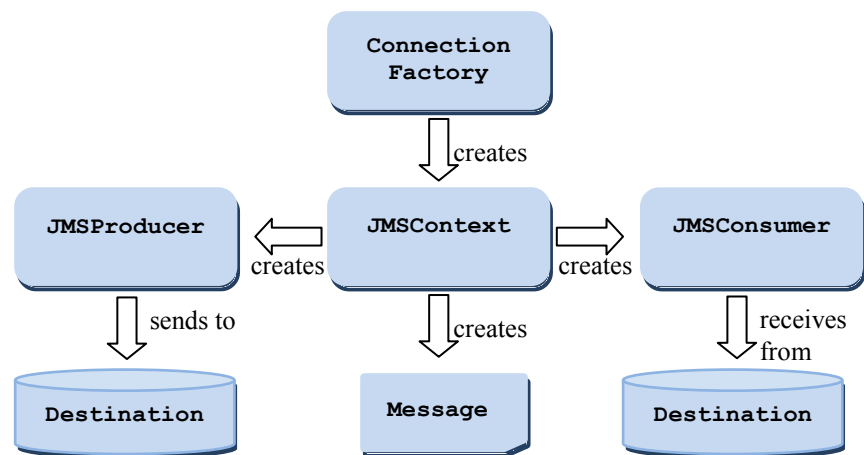 Connection
Factory
creates
JMSProducer
JMSContext
JMSConsumer
creates
creates
sends to
creates
receives
from
Destination
Message
Destination